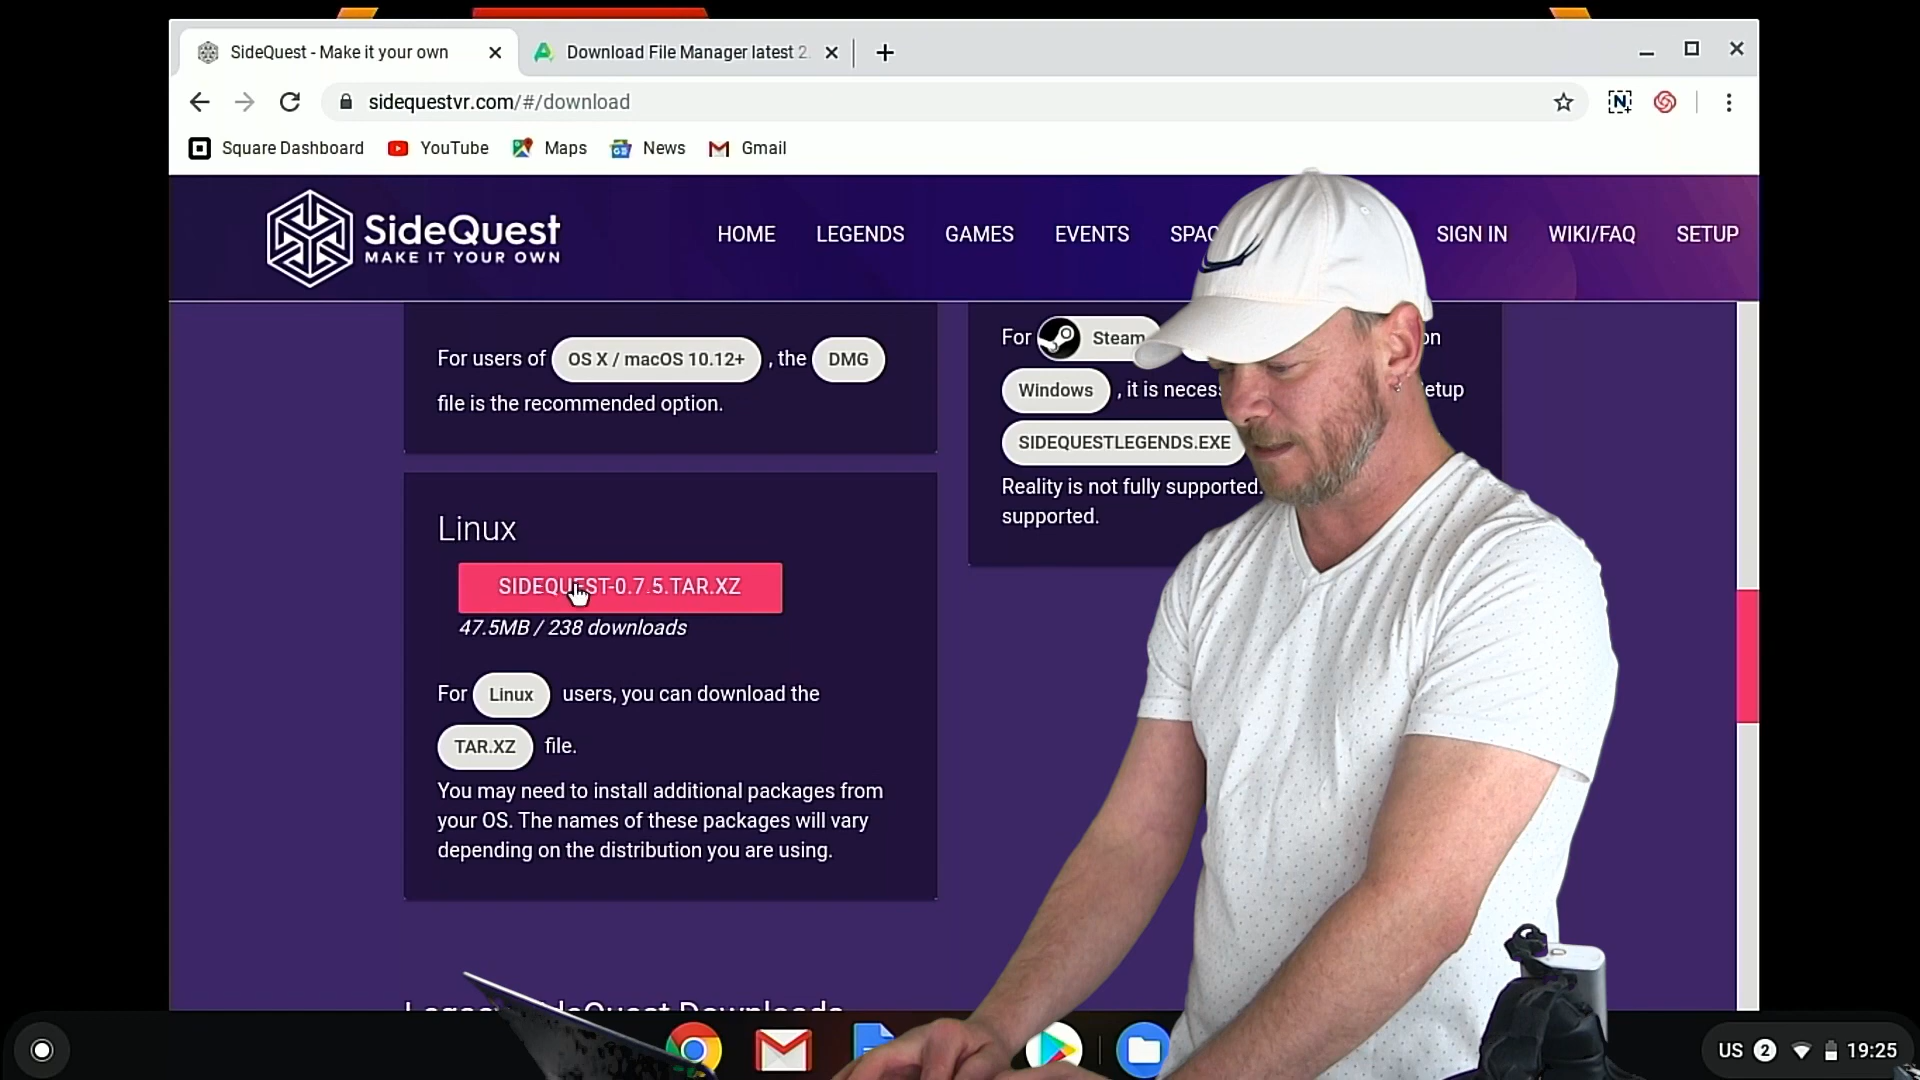 SideQuest - Make it your own
Download File Manager latest 2
sidequestvr.com/#/download
Square Dashboard
YouTube
Maps
News
Gmail
SideQuest
MAKE IT YOUR OWN
HOME
LEGENDS
GAMES
EVENTS
SPAC
SIGN IN
WIKI/FAQ
SETUP
For users of OS X / macOS 10.12+ , the DMG
file is the recommended option.
For Steam
Windows , it is necess
SIDEQUESTLEGENDS.EXE
Reality is not fully supported.
supported.
Linux
SIDEQUEST-0.7.5.TAR.XZ
47.5MB / 238 downloads
For Linux users, you can download the
TAR.XZ file.
You may need to install additional packages from
your OS. The names of these packages will vary
depending on the distribution you are using.
US 2 19:25